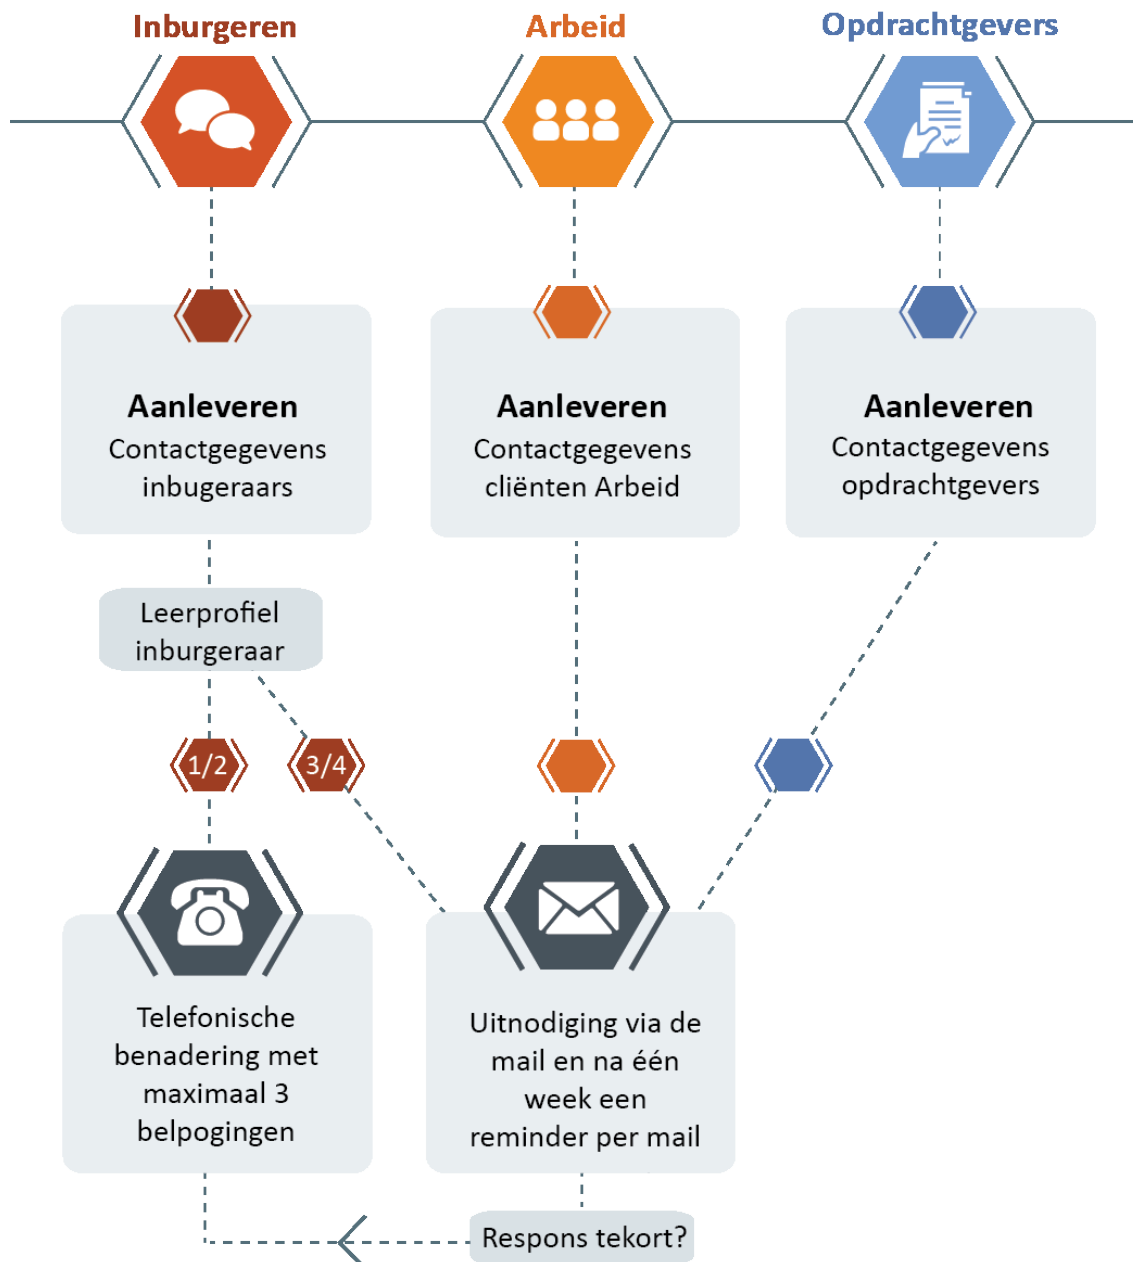 Inburgeren
Arbeid
Opdrachtgevers
Aanleveren
Contactgegevens
inbugeraars
Aanleveren
Contactgegevens
cliënten Arbeid
Aanleveren
Contactgegevens
opdrachtgevers
Leerprofiel
inburgeraar
1/2
3/4
Telefonische
benadering met
maximaal 3
belpogingen
Uitnodiging via de
mail en na één
week een
reminder per mail
Respons tekort?